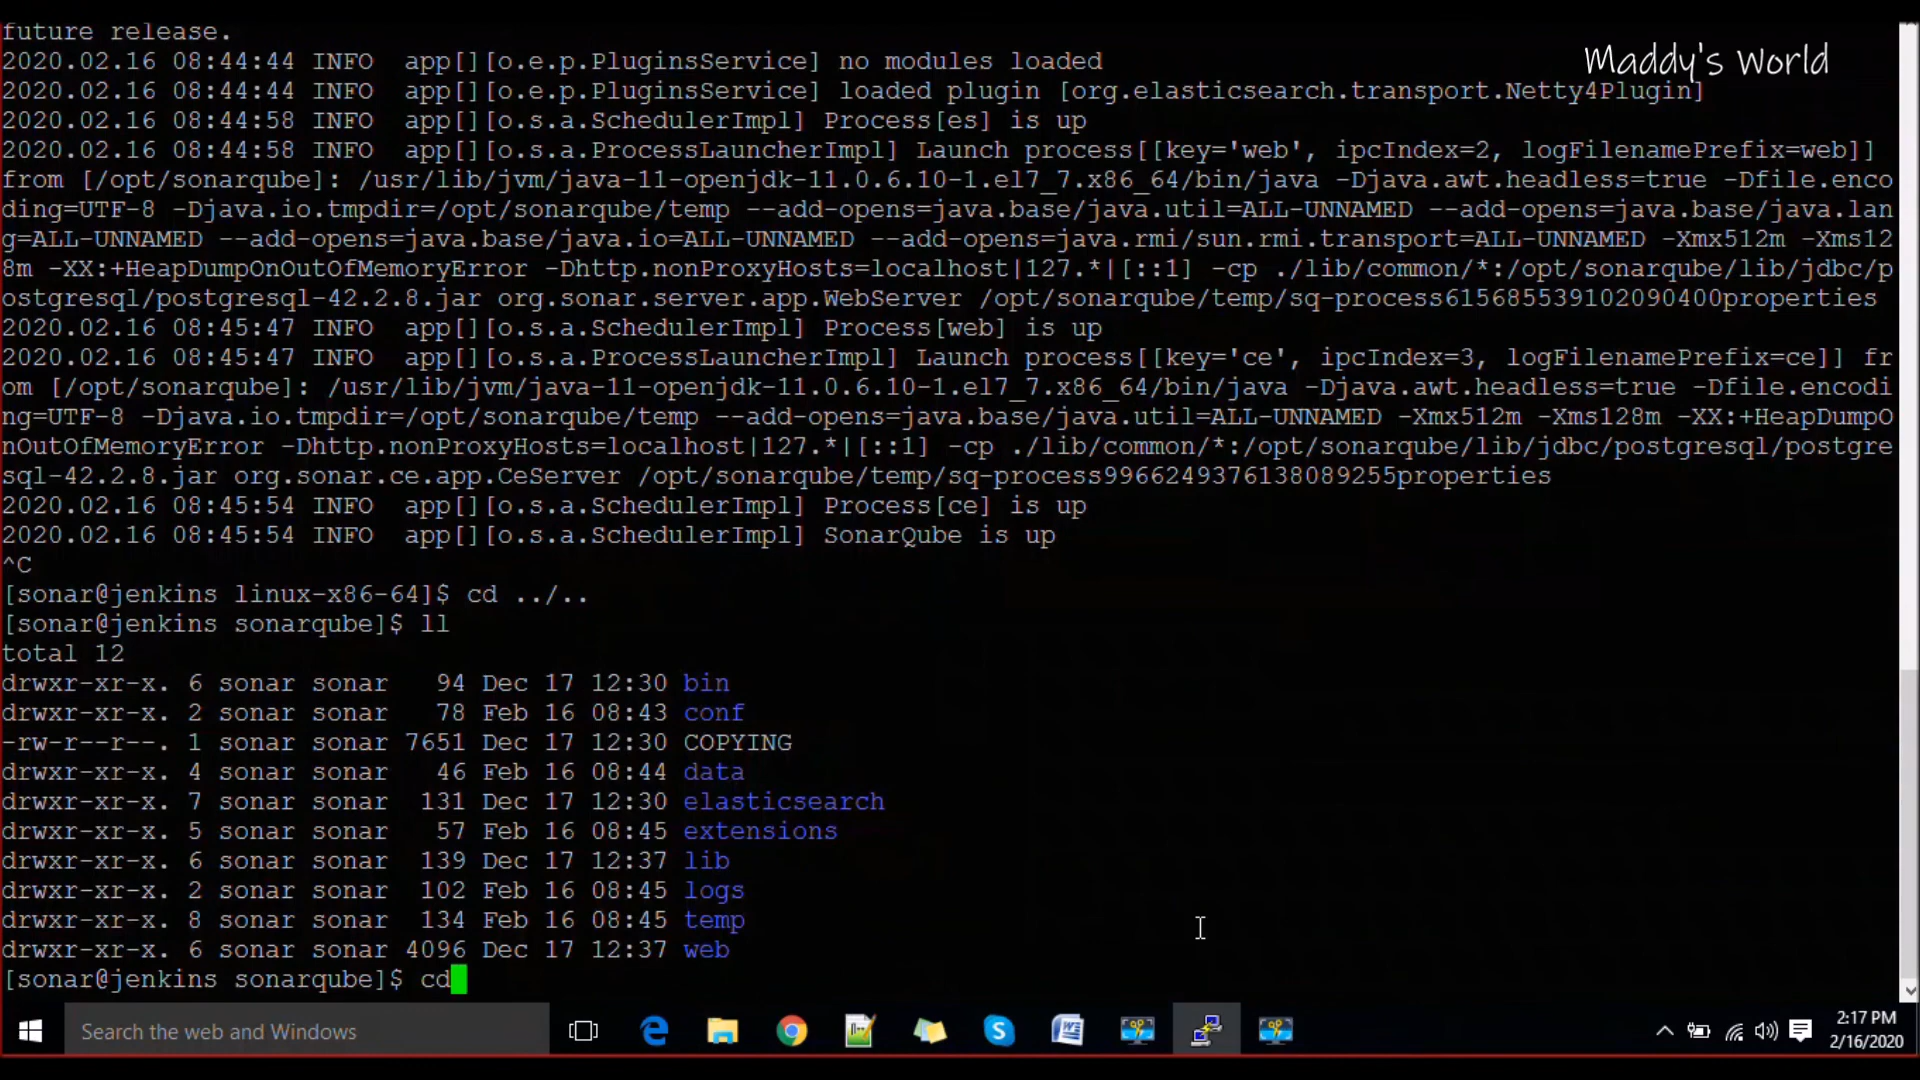 future release.
Maddy's World
2020.02.16 08:44:44 INFO  app[][o.e.p.PluginsService] no modules loaded
2020.02.16 08:44:44 INFO  app[][o.e.p.PluginsService] loaded plugin [org.elasticsearch.transport.Netty4Plugin]
2020.02.16 08:44:58 INFO  app[][o.s.a.SchedulerImpl] Process[es] is up
2020.02.16 08:44:58 INFO  app[][o.s.a.ProcessLauncherImpl] Launch process[[key='web', ipcIndex=2, logFilenamePrefix=web]]
from [/opt/sonarqube]: /usr/lib/jvm/java-11-openjdk-11.0.6.10-1.el7_7.x86_64/bin/java -Djava.awt.headless=true -Dfile.enco
ding=UTF-8 -Djava.io.tmpdir=/opt/sonarqube/temp --add-opens=java.base/java.util=ALL-UNNAMED --add-opens=java.base/java.lan
g=ALL-UNNAMED --add-opens=java.base/java.io=ALL-UNNAMED --add-opens=java.rmi/sun.rmi.transport=ALL-UNNAMED -Xmx512m -Xms12
8m -XX:+HeapDumpOnOutOfMemoryError -Dhttp.nonProxyHosts=localhost|127.*|[::1] -cp ./lib/common/*:/opt/sonarqube/lib/jdbc/p
ostgresql/postgresql-42.2.8.jar org.sonar.server.app.WebServer /opt/sonarqube/temp/sq-process615685539102090400properties
2020.02.16 08:45:47 INFO  app[][o.s.a.SchedulerImpl] Process[web] is up
2020.02.16 08:45:47 INFO  app[][o.s.a.ProcessLauncherImpl] Launch process[[key='ce', ipcIndex=3, logFilenamePrefix=ce]] fr
om [/opt/sonarqube]: /usr/lib/jvm/java-11-openjdk-11.0.6.10-1.el7_7.x86_64/bin/java -Djava.awt.headless=true -Dfile.encodi
ng=UTF-8 -Djava.io.tmpdir=/opt/sonarqube/temp --add-opens=java.base/java.util=ALL-UNNAMED -Xmx512m -Xms128m -XX:+HeapDumpO
nOutOfMemoryError -Dhttp.nonProxyHosts=localhost|127.*|[::1] -cp ./lib/common/*:/opt/sonarqube/lib/jdbc/postgresql/postgre
sql-42.2.8.jar org.sonar.ce.app.CeServer /opt/sonarqube/temp/sq-process9966249376138089255properties
2020.02.16 08:45:54 INFO  app[][o.s.a.SchedulerImpl] Process[ce] is up
2020.02.16 08:45:54 INFO  app[][o.s.a.SchedulerImpl] SonarQube is up
^C
[sonar@jenkins linux-x86-64]$ cd ../..
[sonar@jenkins sonarqube]$ ll
total 12
drwxr-xr-x. 6 sonar sonar   94 Dec 17 12:30 bin
drwxr-xr-x. 2 sonar sonar   78 Feb 16 08:43 conf
-rw-r--r--. 1 sonar sonar 7651 Dec 17 12:30 COPYING
drwxr-xr-x. 4 sonar sonar   46 Feb 16 08:44 data
drwxr-xr-x. 7 sonar sonar  131 Dec 17 12:30 elasticsearch
drwxr-xr-x. 5 sonar sonar   57 Feb 16 08:45 extensions
drwxr-xr-x. 6 sonar sonar  139 Dec 17 12:37 lib
drwxr-xr-x. 2 sonar sonar  102 Feb 16 08:45 logs
drwxr-xr-x. 8 sonar sonar  134 Feb 16 08:45 temp
drwxr-xr-x. 6 sonar sonar 4096 Dec 17 12:37 web
[sonar@jenkins sonarqube]$ cd
Search the web and Windows
2:17 PM
2/16/2020